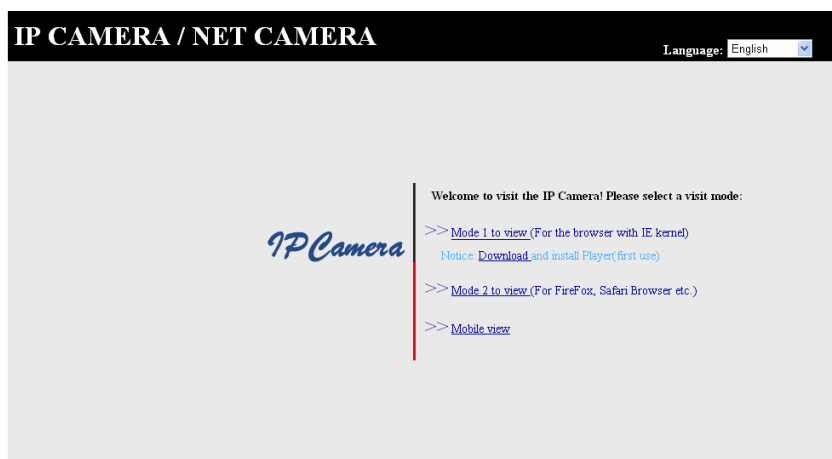 IP CAMERA / NET CAMERA
Language: English
IPCamera
Welcome to visit the IP Camera! Please select a visit mode:
>> Mode 1 to view (For the browser with IE kernel)
Notice: Download and install Player(first use)
>> Mode 2 to view (For FireFox, Safari Browser etc.)
>> Mobile view